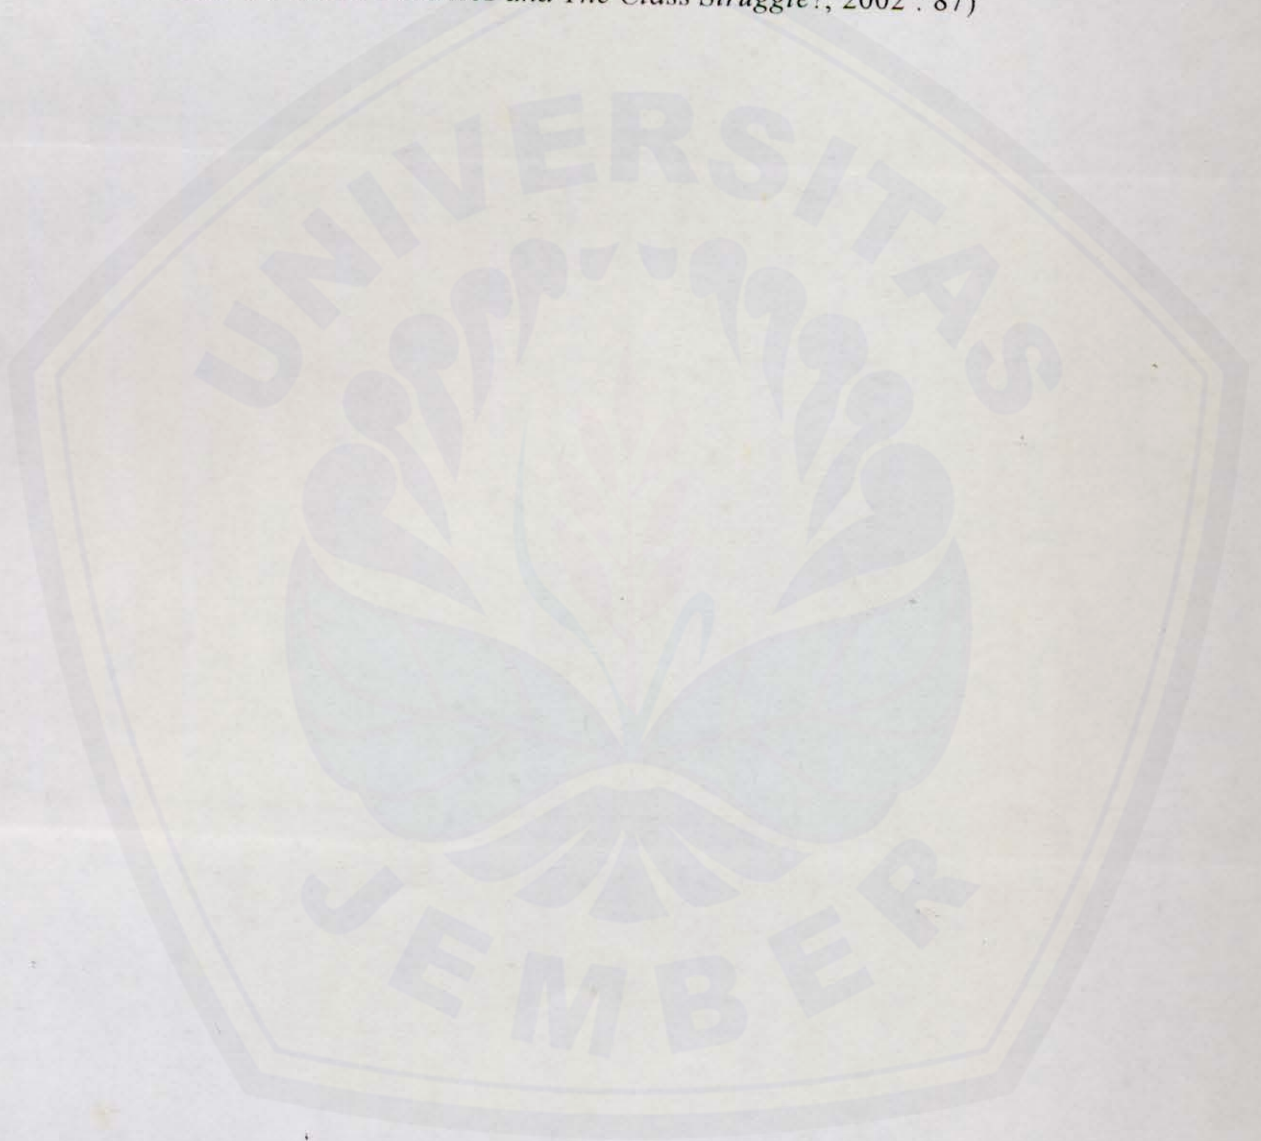 and The Class Struggle?, 2002 : 87)
UNIVERSITAS
JEMBER